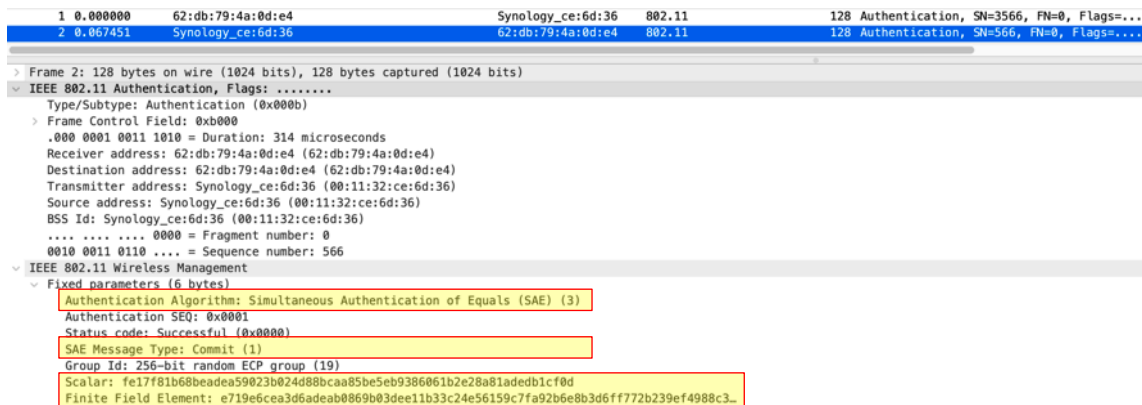 1 0.000000 62:db:79:4a:0d:e4 Synology_ce:6d:36 802.11 128 Authentication, SN=3566, FN=0, Flags=...
2 0.067451 Synology_ce:6d:36 62:db:79:4a:0d:e4 802.11 128 Authentication, SN=566, FN=0, Flags=....
> Frame 2: 128 bytes on wire (1024 bits), 128 bytes captured (1024 bits)
IEEE 802.11 Authentication, Flags: ........
Type/Subtype: Authentication (0x000b)
> Frame Control Field: 0xb000
.000 0001 0011 1010 = Duration: 314 microseconds
Receiver address: 62:db:79:4a:0d:e4 (62:db:79:4a:0d:e4)
Destination address: 62:db:79:4a:0d:e4 (62:db:79:4a:0d:e4)
Transmitter address: Synology_ce:6d:36 (00:11:32:ce:6d:36)
Source address: Synology_ce:6d:36 (00:11:32:ce:6d:36)
BSS Id: Synology_ce:6d:36 (00:11:32:ce:6d:36)
.... .... .... 0000 = Fragment number: 0
0010 0011 0110 .... = Sequence number: 566
IEEE 802.11 Wireless Management
Fixed parameters (6 bytes)
Authentication Algorithm: Simultaneous Authentication of Equals (SAE) (3)
Authentication SEQ: 0x0001
Status code: Successful (0x0000)
SAE Message Type: Commit (1)
Group Id: 256-bit random ECP group (19)
Scalar: fe17f81b68beadea59023b024d88bcaa85be5eb9386061b2e28a81adedb1cf0d
Finite Field Element: e719e6cea3d6adeab0869b03dee11b33c24e56159c7fa92b6e8b3d6ff772b239ef4988c3…